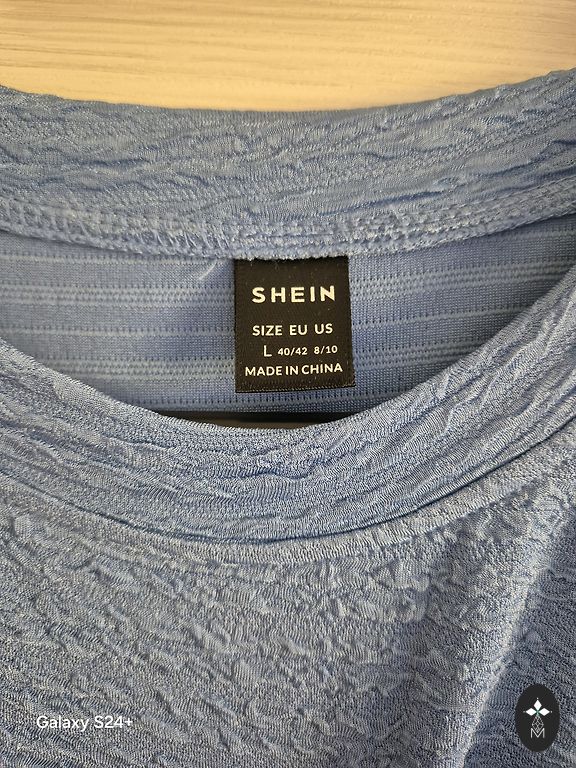 SHEIN
SIZE EU US
L 40/42 8/10
MADE IN CHINA
Galaxy S24+
M